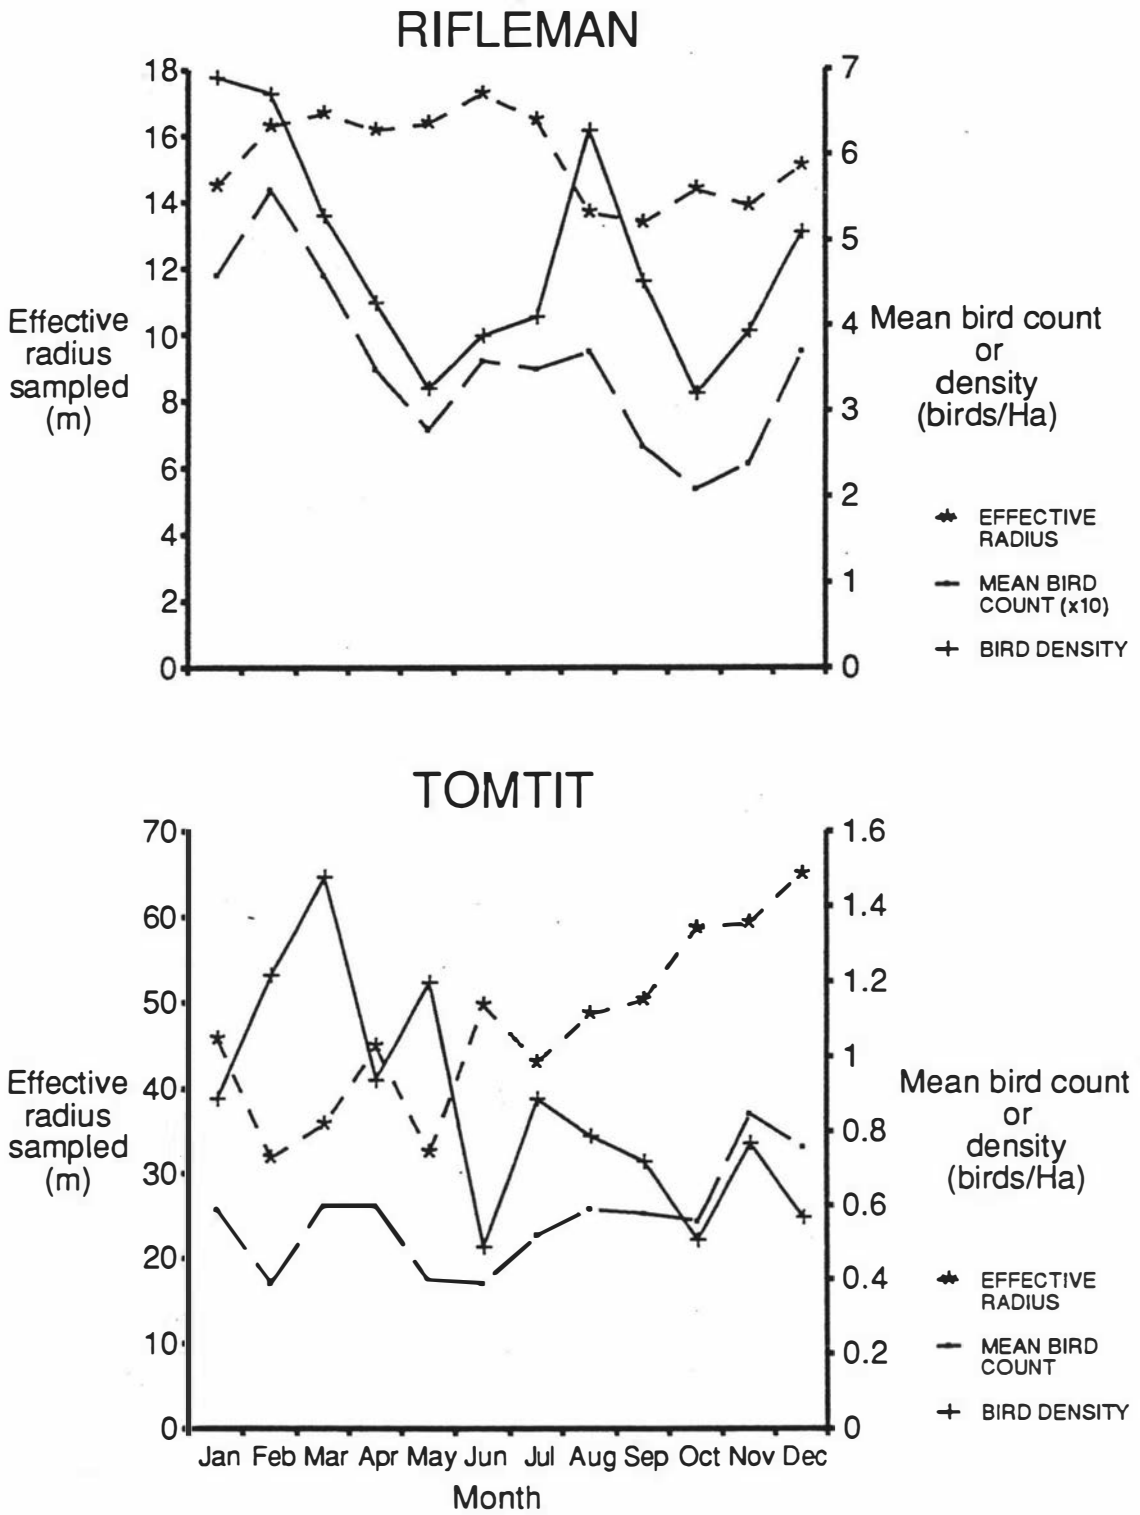 RIFLEMAN
18
16
14
12
10
8
6
4
2
0
Effective
radius
sampled
(m)
7
6
5
4
3
2
1
0
Mean bird count
or
density
(birds/Ha)
EFFECTIVE
RADIUS
MEAN BIRD
COUNT (x10)
BIRD DENSITY
TOMTIT
70
60
50
40
30
20
10
0
Effective
radius
sampled
(m)
1.6
1.4
1.2
1
0.8
0.6
0.4
0.2
0
Mean bird count
or
density
(birds/Ha)
EFFECTIVE
RADIUS
MEAN BIRD
COUNT
BIRD DENSITY
Jan Feb Mar Apr May Jun Jul Aug Sep Oct Nov Dec
Month